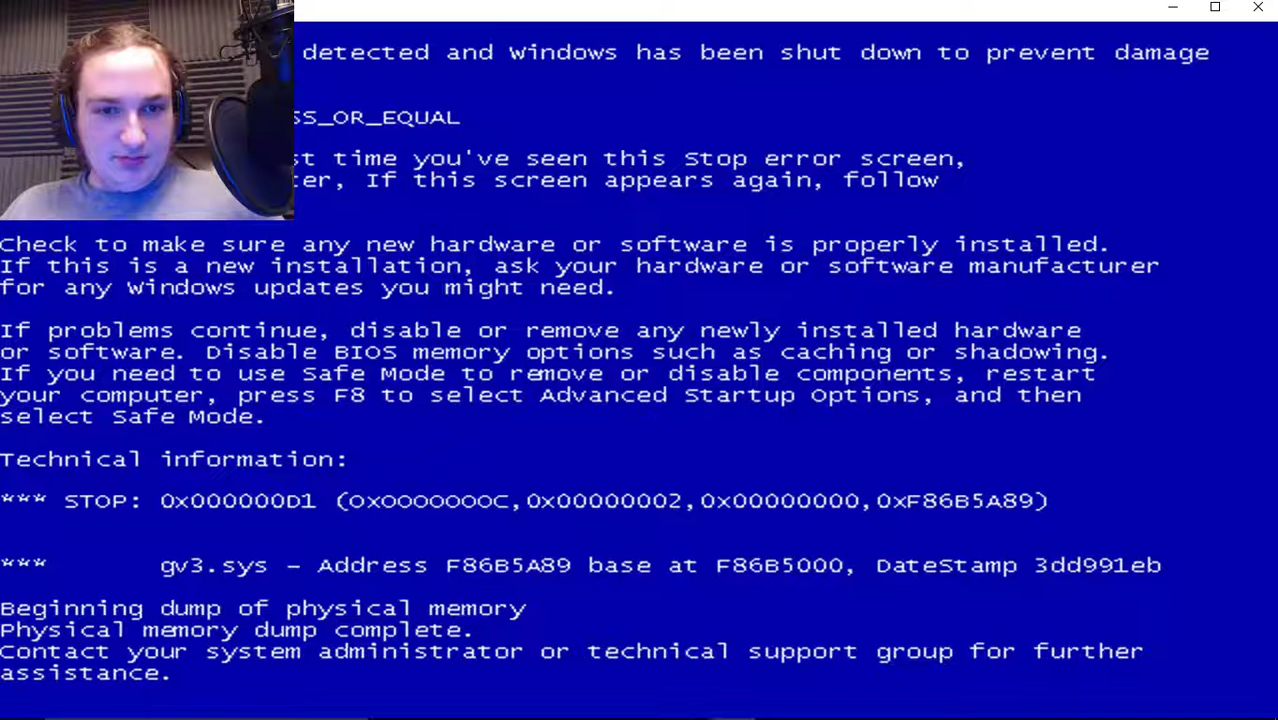 detected and Windows has been shut down to prevent damage
SS_OR_EQUAL
st time you've seen this Stop error screen,
ter, If this screen appears again, follow
Check to make sure any new hardware or software is properly installed.
If this is a new installation, ask your hardware or software manufacturer
for any Windows updates you might need.
If problems continue, disable or remove any newly installed hardware
or software. Disable BIOS memory options such as caching or shadowing.
If you need to use Safe Mode to remove or disable components, restart
your computer, press F8 to select Advanced Startup Options, and then
select Safe Mode.
Technical information:
*** STOP: 0x000000D1 (0x0000000C,0x00000002,0x00000000,0xF86B5A89)
*** gv3.sys – Address F86B5A89 base at F86B5000, DateStamp 3dd991eb
Beginning dump of physical memory
Physical memory dump complete.
Contact your system administrator or technical support group for further
assistance.